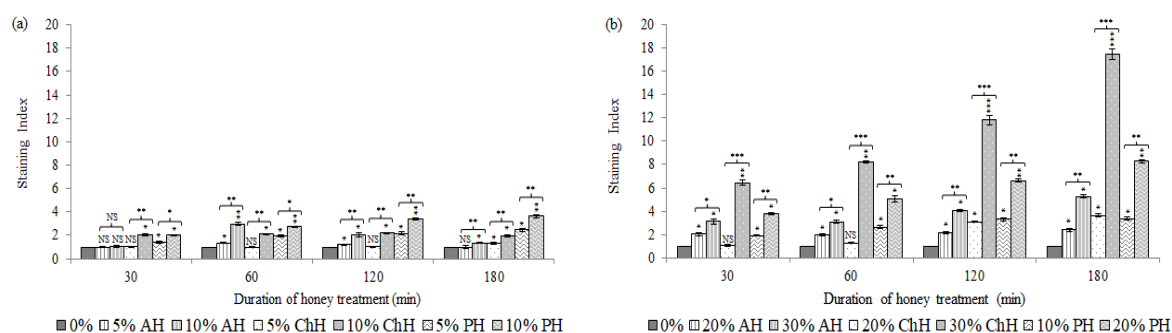 (a)
Staining Index
20
18
16
14
12
10
8
6
4
2
0
NS
NS NS NS * * * *
** *
* ** NS * * **
** ** *
* * NS * * **
** ** **
NS * * * * **
** ** **
30 60 120 180
Duration of honey treatment (min)
0% 5% AH 10% AH 5% ChH 10% ChH 5% PH 10% PH
(b)
Staining Index
20
18
16
14
12
10
8
6
4
2
0
* *** **
* * NS ** * *
* *** **
* * NS ** * **
** *** **
* * * *** * *
** *** **
* * * *** * **
30 60 120 180
Duration of honey treatment (min)
0% 20% AH 30% AH 20% ChH 30% ChH 10% PH 20% PH